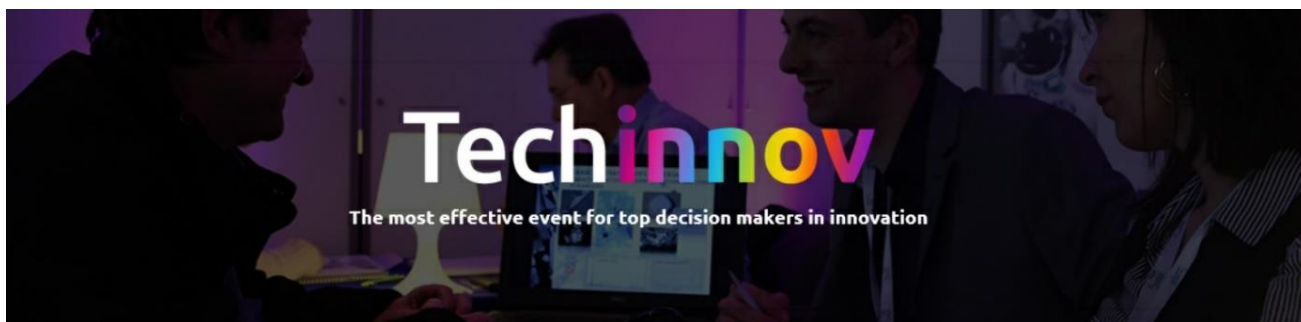 Techinnov
The most effective event for top decision makers in innovation